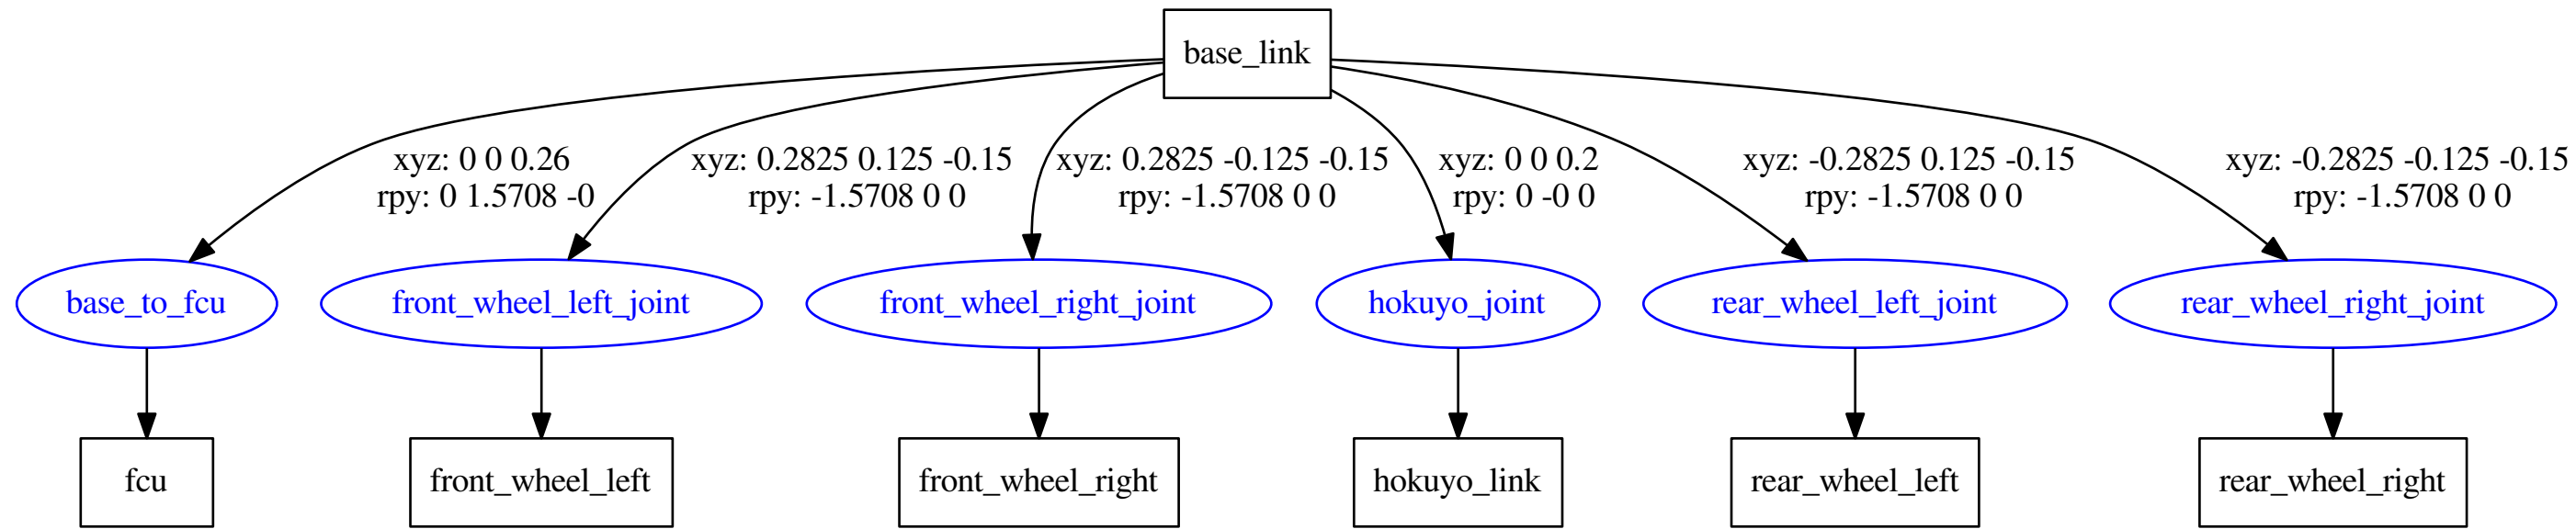 base_link
xyz: 0 0 0.26
rpy: 0 1.5708 -0
xyz: 0.2825 0.125 -0.15
rpy: -1.5708 0 0
xyz: 0.2825 -0.125 -0.15
rpy: -1.5708 0 0
xyz: 0 0 0.2
rpy: 0 -0 0
xyz: -0.2825 0.125 -0.15
rpy: -1.5708 0 0
xyz: -0.2825 -0.125 -0.15
rpy: -1.5708 0 0
base_to_fcu
front_wheel_left_joint
front_wheel_right_joint
hokuyo_joint
rear_wheel_left_joint
rear_wheel_right_joint
fcu
front_wheel_left
front_wheel_right
hokuyo_link
rear_wheel_left
rear_wheel_right